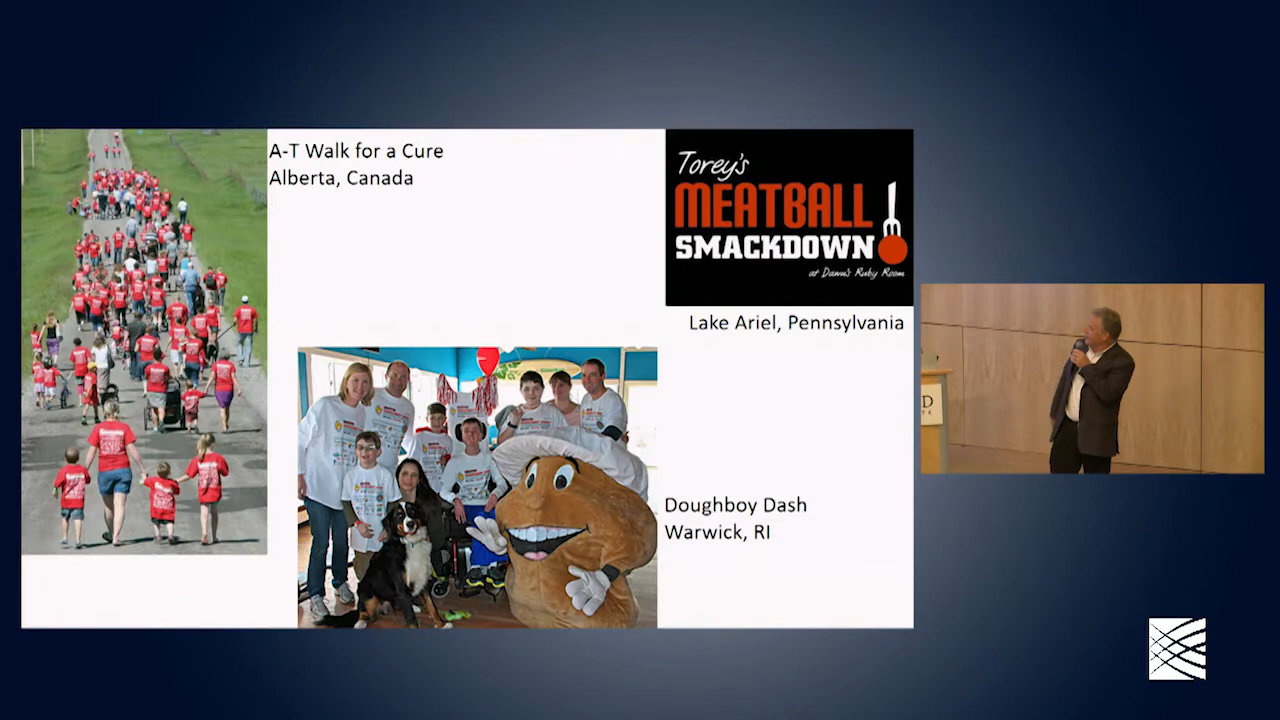 A-T Walk for a Cure
Alberta, Canada
Torey's
MEATBALL
SMACKDOWN
at Dawn's Ruby Room
Lake Ariel, Pennsylvania
Doughboy Dash
Warwick, RI